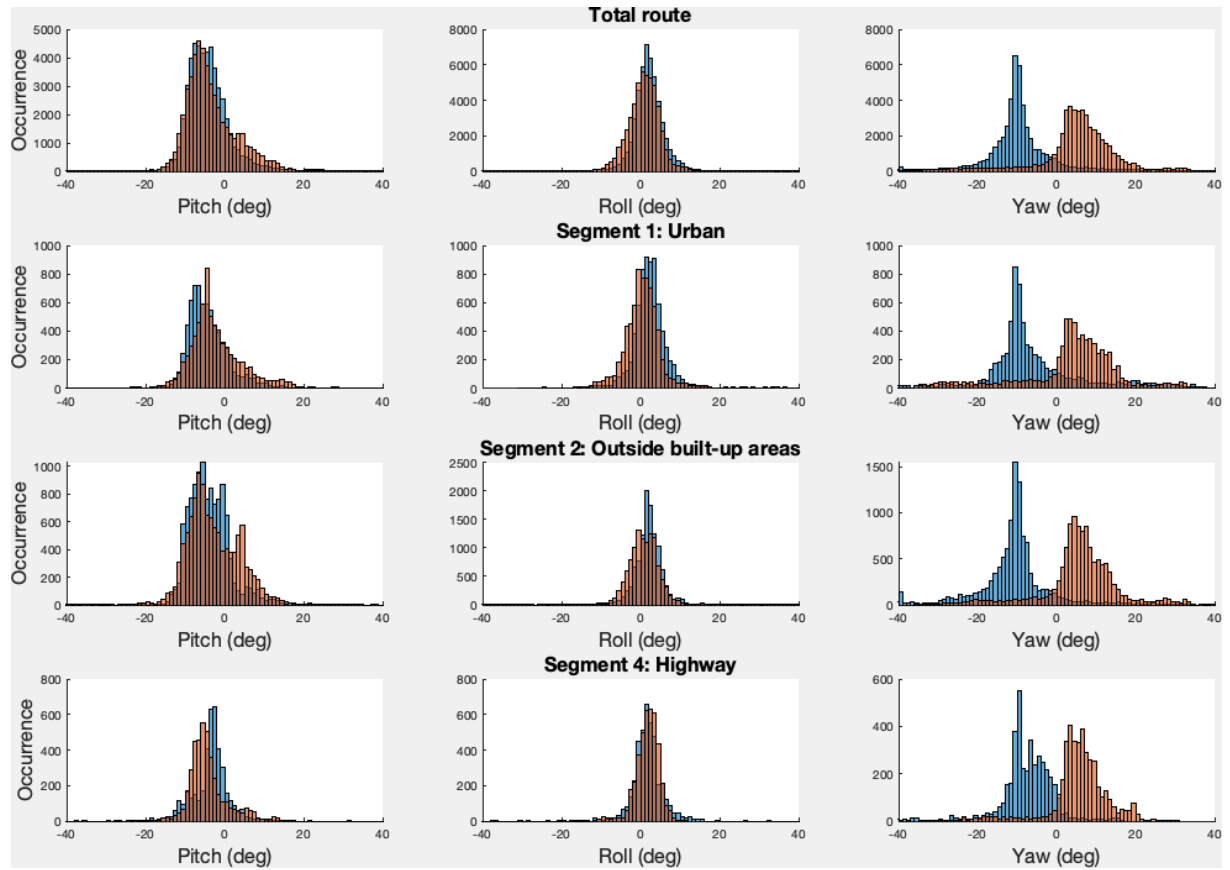 Total route
5000 4000 3000 2000 1000 0
Occurrence
-40 -20 0 20 40
Pitch (deg)
8000 6000 4000 2000 0
-40 -20 0 20 40
Roll (deg)
8000 6000 4000 2000 0
-40 -20 0 20 40
Yaw (deg)
Segment 1: Urban
1000 800 600 400 200 0
Occurrence
-40 -20 0 20 40
Pitch (deg)
1000 800 600 400 200 0
-40 -20 0 20 40
Roll (deg)
1000 800 600 400 200 0
-40 -20 0 20 40
Yaw (deg)
Segment 2: Outside built-up areas
1000 800 600 400 200 0
Occurrence
-40 -20 0 20 40
Pitch (deg)
2500 2000 1500 1000 500 0
-40 -20 0 20 40
Roll (deg)
1500 1000 500 0
-40 -20 0 20 40
Yaw (deg)
Segment 4: Highway
800 600 400 200 0
Occurrence
-40 -20 0 20 40
Pitch (deg)
800 600 400 200 0
-40 -20 0 20 40
Roll (deg)
600 400 200 0
-40 -20 0 20 40
Yaw (deg)